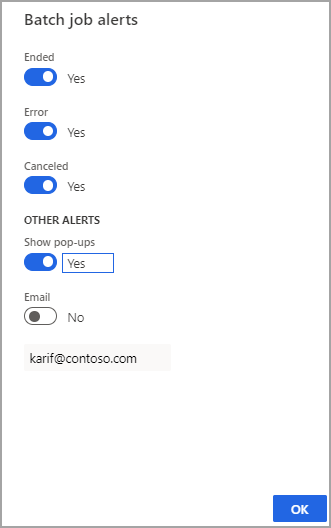 Batch job alerts
Ended
Yes
Error
Yes
Canceled
Yes
OTHER ALERTS
Show pop-ups
Yes
Email
No
karif@contoso.com
OK